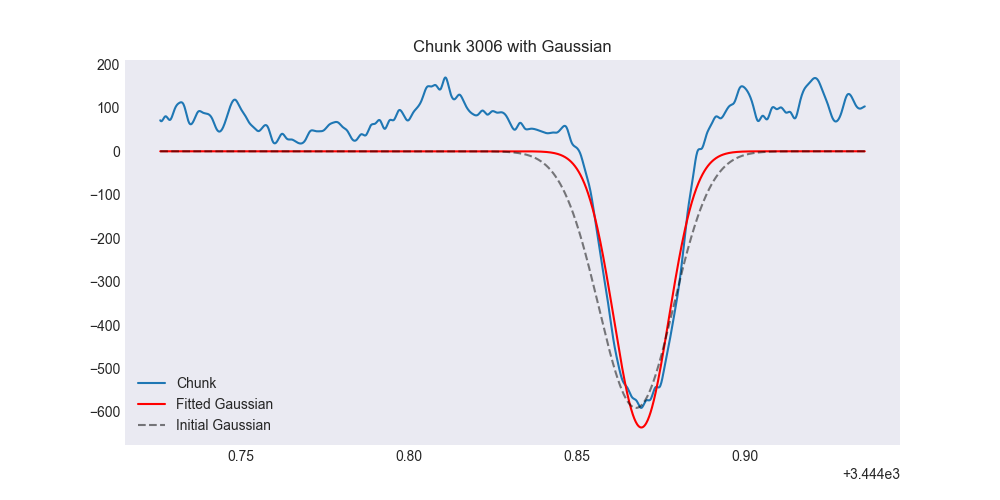 Chunk 3006 with Gaussian
200
100
0
−100
−200
−300
−400
−500
−600
Chunk
Fitted Gaussian
Initial Gaussian
0.75 0.80 0.85 0.90
+3.444e3